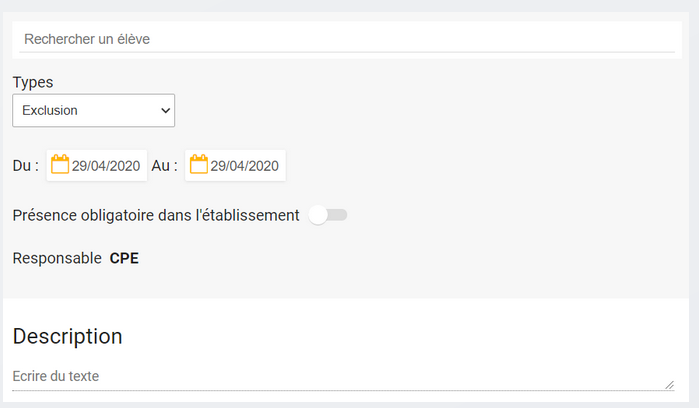 Rechercher un élève
Types
Exclusion
Du : 29/04/2020 Au : 29/04/2020
Présence obligatoire dans l'établissement
Responsable CPE
Description
Ecrire du texte